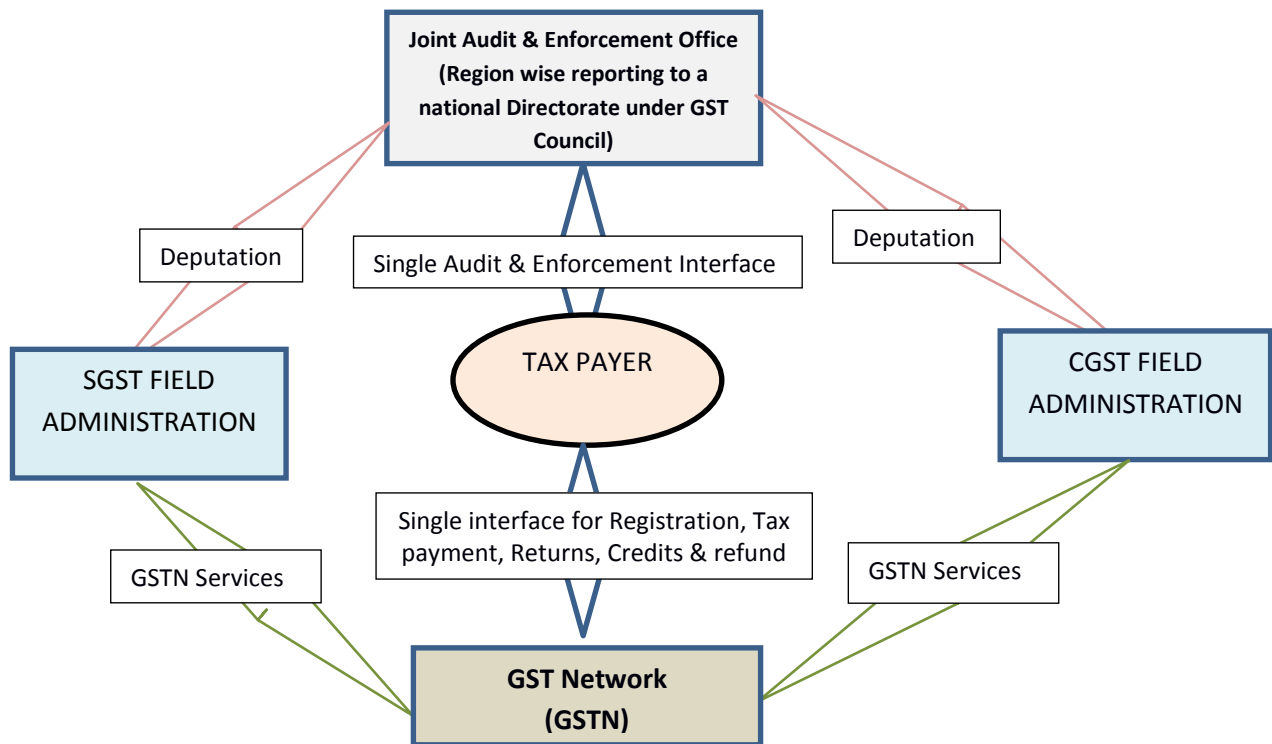 Joint Audit & Enforcement Office
(Region wise reporting to a
national Directorate under GST
Council)
Deputation
Deputation
Single Audit & Enforcement Interface
TAX PAYER
SGST FIELD
ADMINISTRATION
CGST FIELD
ADMINISTRATION
Single interface for Registration, Tax
payment, Returns, Credits & refund
GSTN Services
GSTN Services
GST Network
(GSTN)